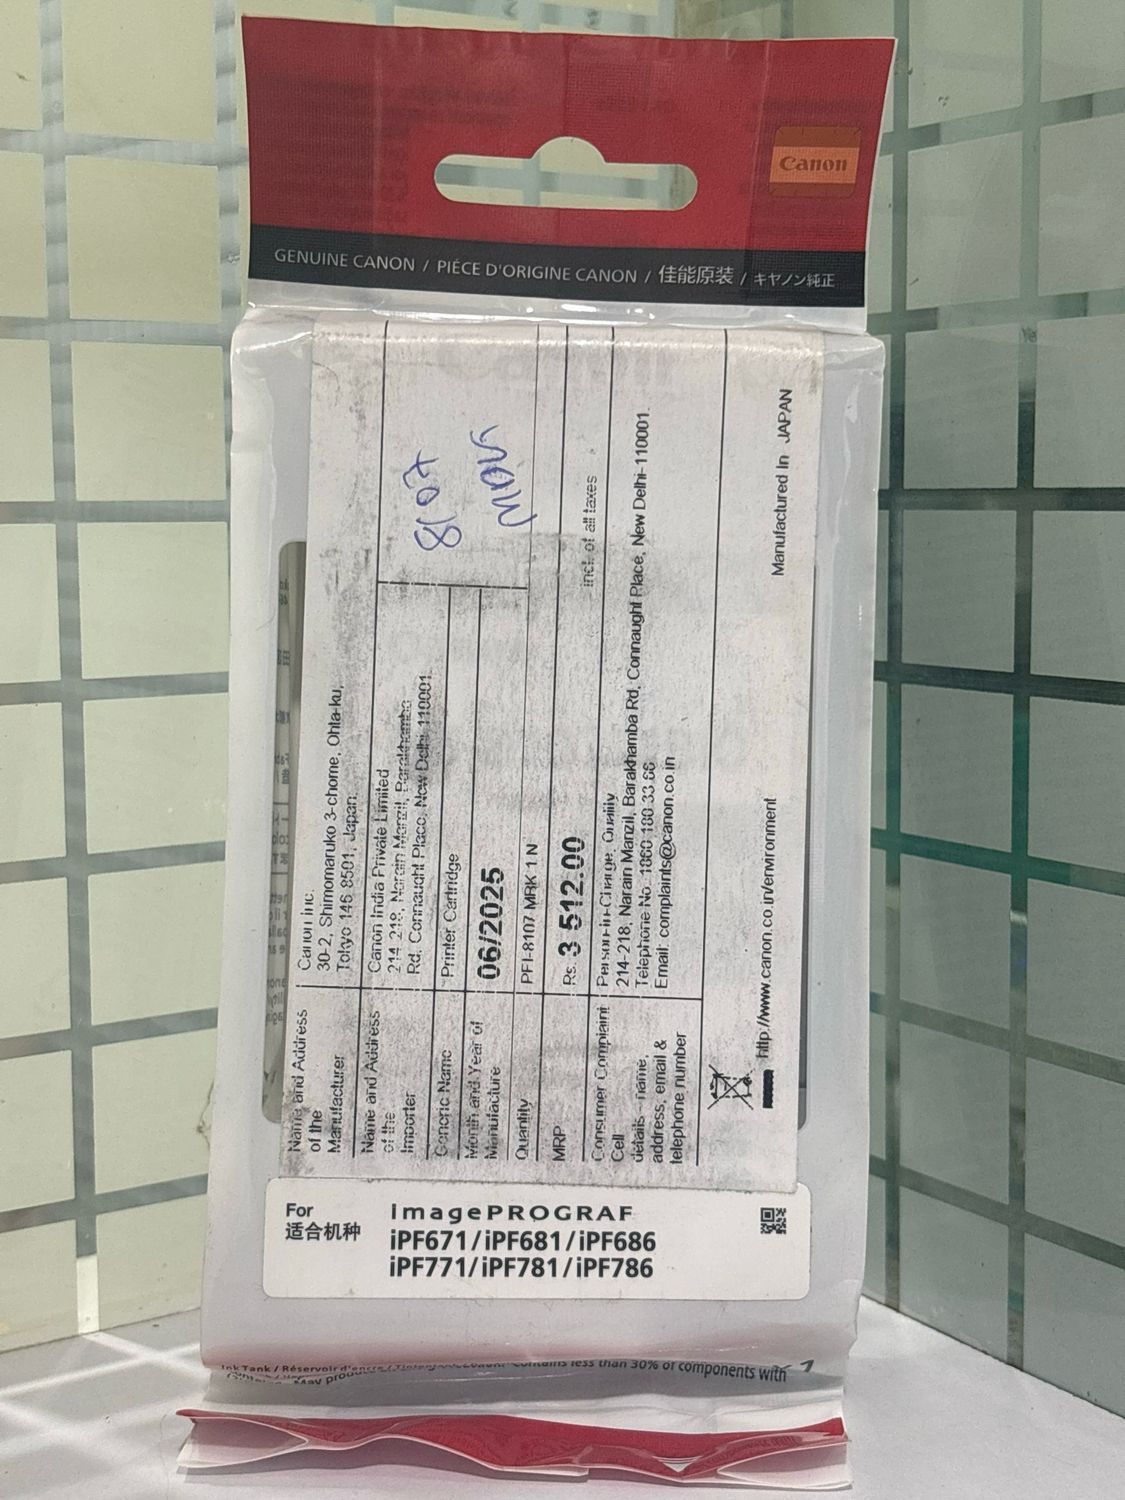 Canon
GENUINE CANON / PIÉCE D'ORIGINE CANON / 佳能原装 / キヤノン純正
Name and Address
of the
Manufacturer
Canon Inc.
30-2, Shimomaruko 3-chome, Ohta-ku,
Tokyo 146 8501, Japan.
Name and Address
of the
Importer
Canon India Private Limited
214-218, Narain Manzil, Barakhamba
Rd, Connaught Place, New Delhi 110001
8107
Generic Name
Printer Cartridge
Month and Year of
Manufacture
06/2025
Quantity
PFI-8107 MBK 1 N
MRP
Rs. 3 512.00
incl. of all taxes
Consumer Complaint
Cell
details - name,
address, email &
telephone number
Person-in-Charge, Quality
214-218, Narain Manzil, Barakhamba Rd, Connaught Place, New Delhi-110001
Telephone No. 1860 180 33 66
Email: complaints@canon.co.in
http://www.canon.co.in/environment
Manufactured In JAPAN
For
适合机种
imagePROGRAF
iPF671/iPF681/iPF686
iPF771/iPF781/iPF786
Ink Tank / Réservoir d'encre / contains less than 30% of components with
May